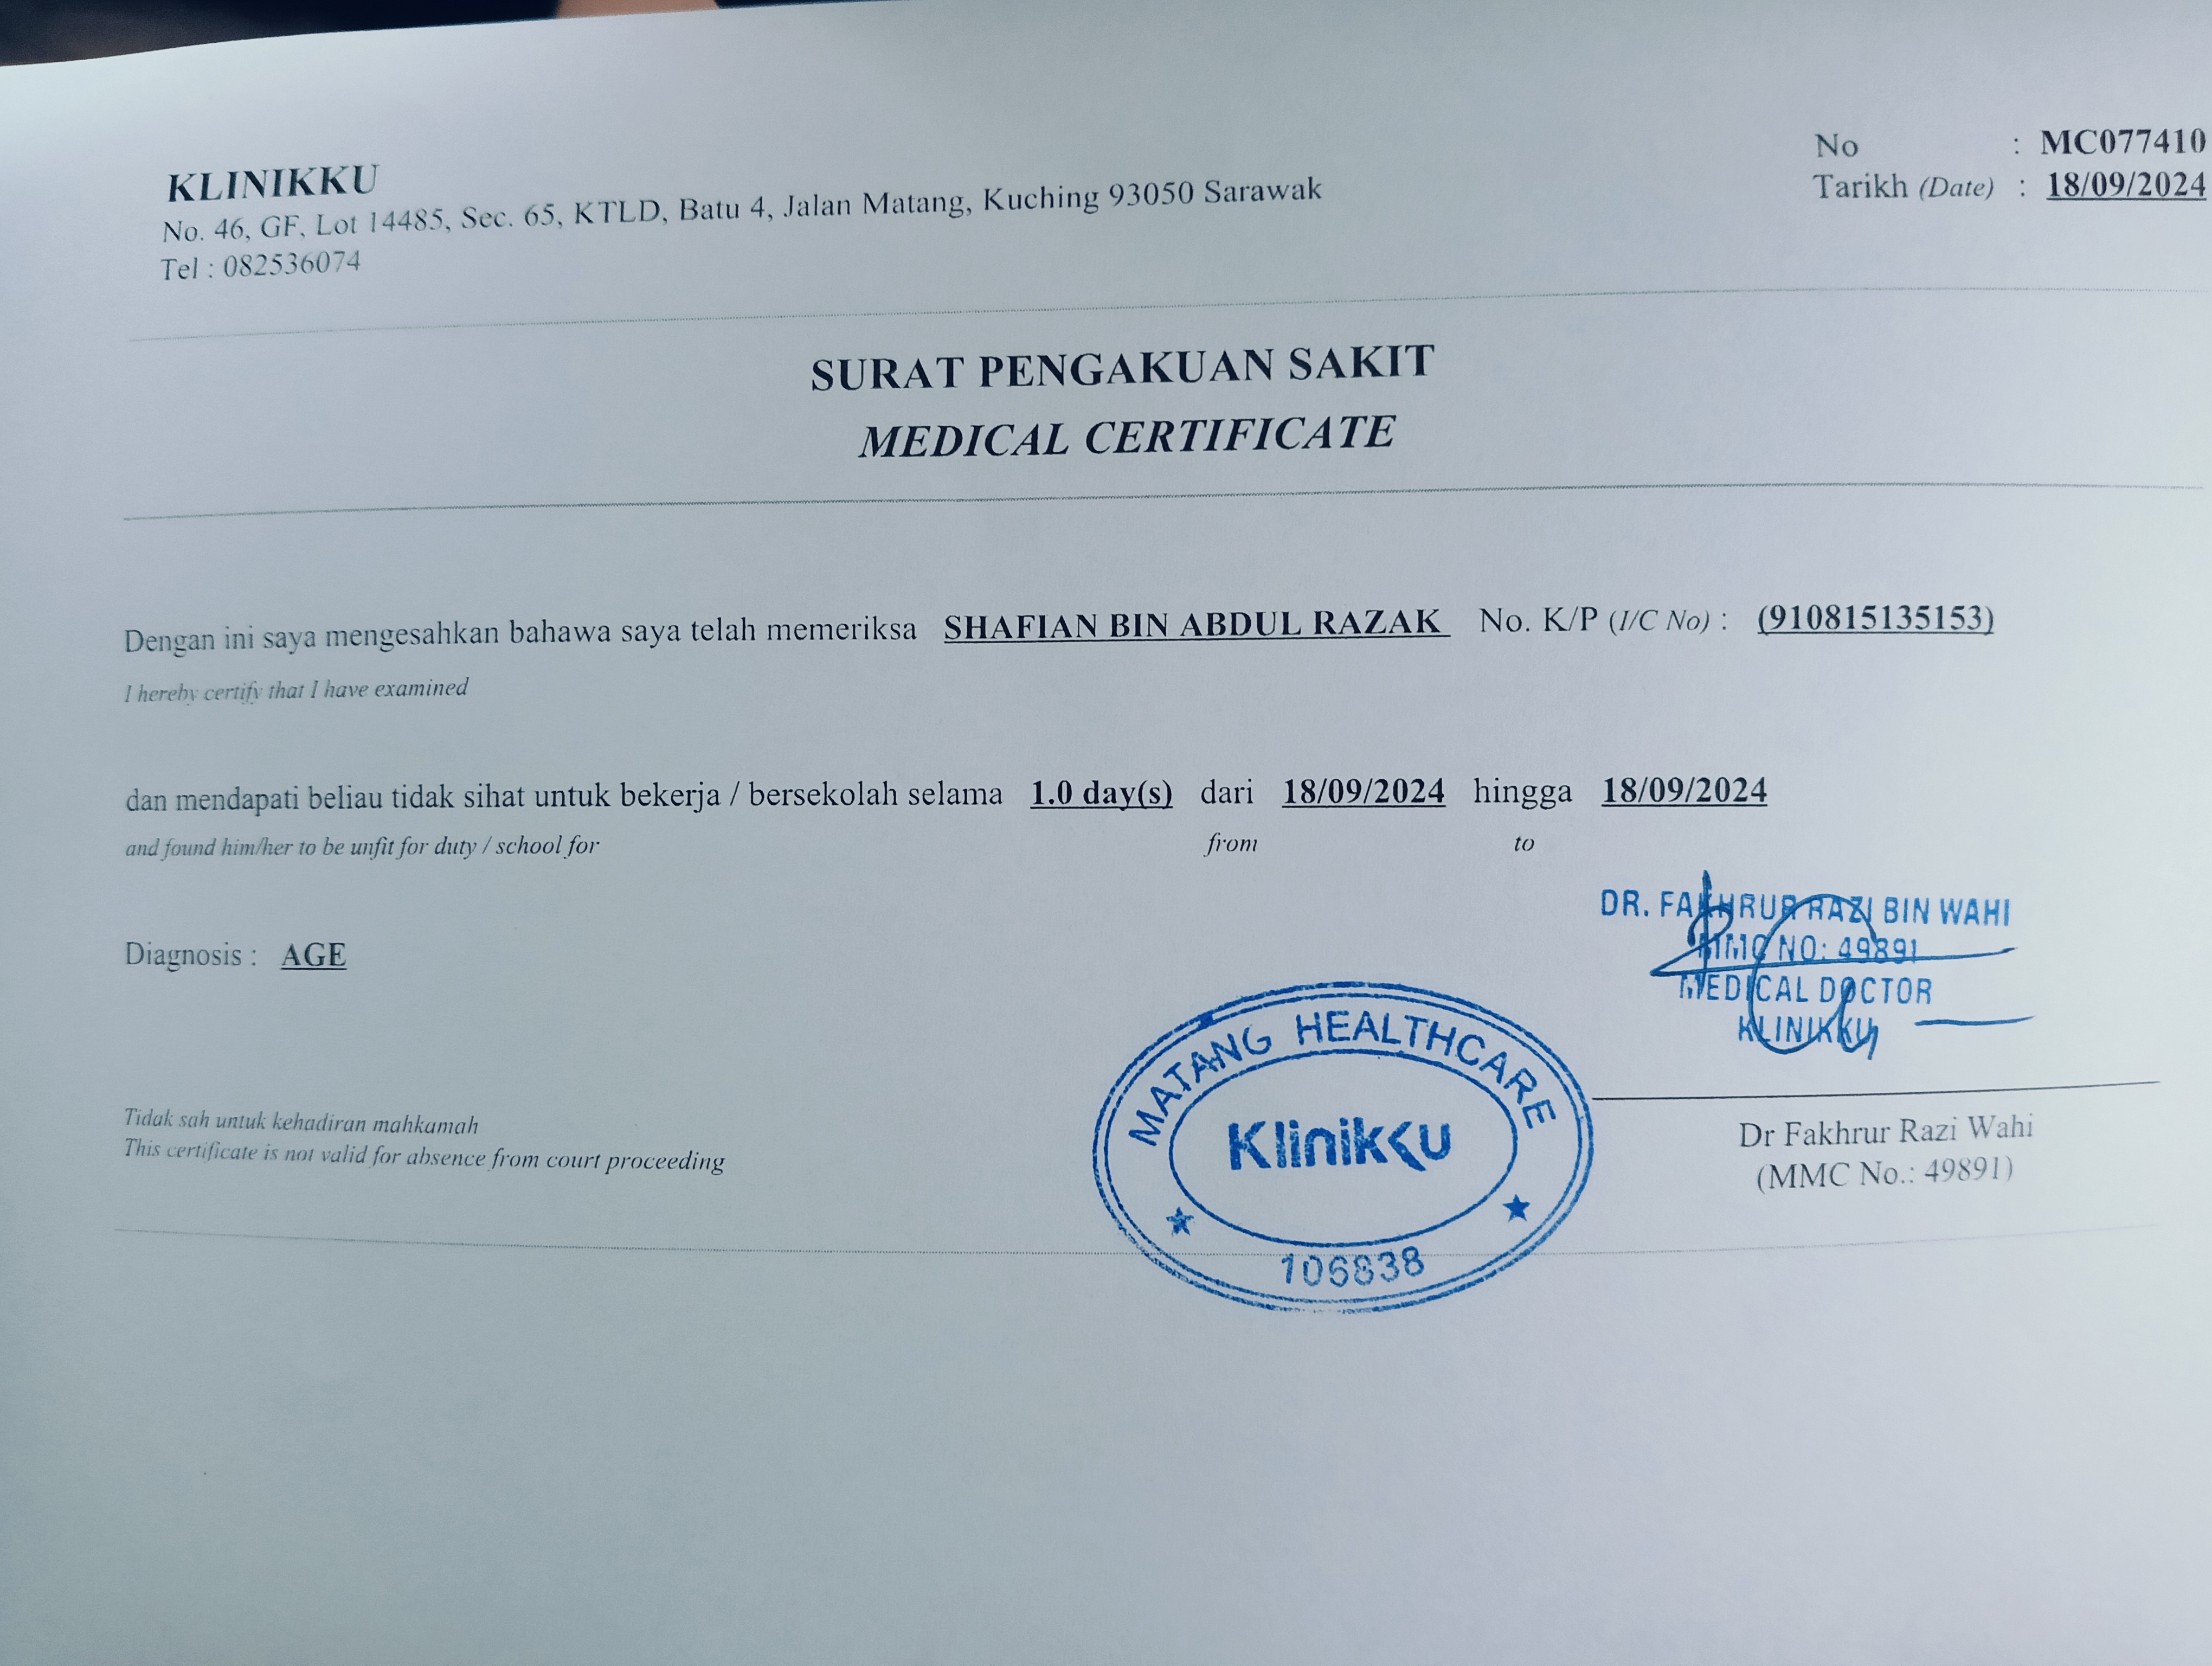 KLINIKKU
No. 46, GF, Lot 14485, Sec. 65, KTLD, Batu 4, Jalan Matang, Kuching 93050 Sarawak
Tel : 082536074
No : MC077410
Tarikh (Date) : 18/09/2024
SURAT PENGAKUAN SAKIT
MEDICAL CERTIFICATE
Dengan ini saya mengesahkan bahawa saya telah memeriksa SHAFIAN BIN ABDUL RAZAK No. K/P (I/C No) : (910815135153)
I hereby certify that I have examined
dan mendapati beliau tidak sihat untuk bekerja / bersekolah selama 1.0 day(s) dari 18/09/2024 hingga 18/09/2024
and found him/her to be unfit for duty / school for from to
Diagnosis : AGE
DR. FAKHRUR RAZI BIN WAHI
MMC NO: 49891
MEDICAL DOCTOR
KLINIKKU
MATANG HEALTHCARE
Klinikku
106838
Tidak sah untuk kehadiran mahkamah
This certificate is not valid for absence from court proceeding
Dr Fakhrur Razi Wahi
(MMC No.: 49891)